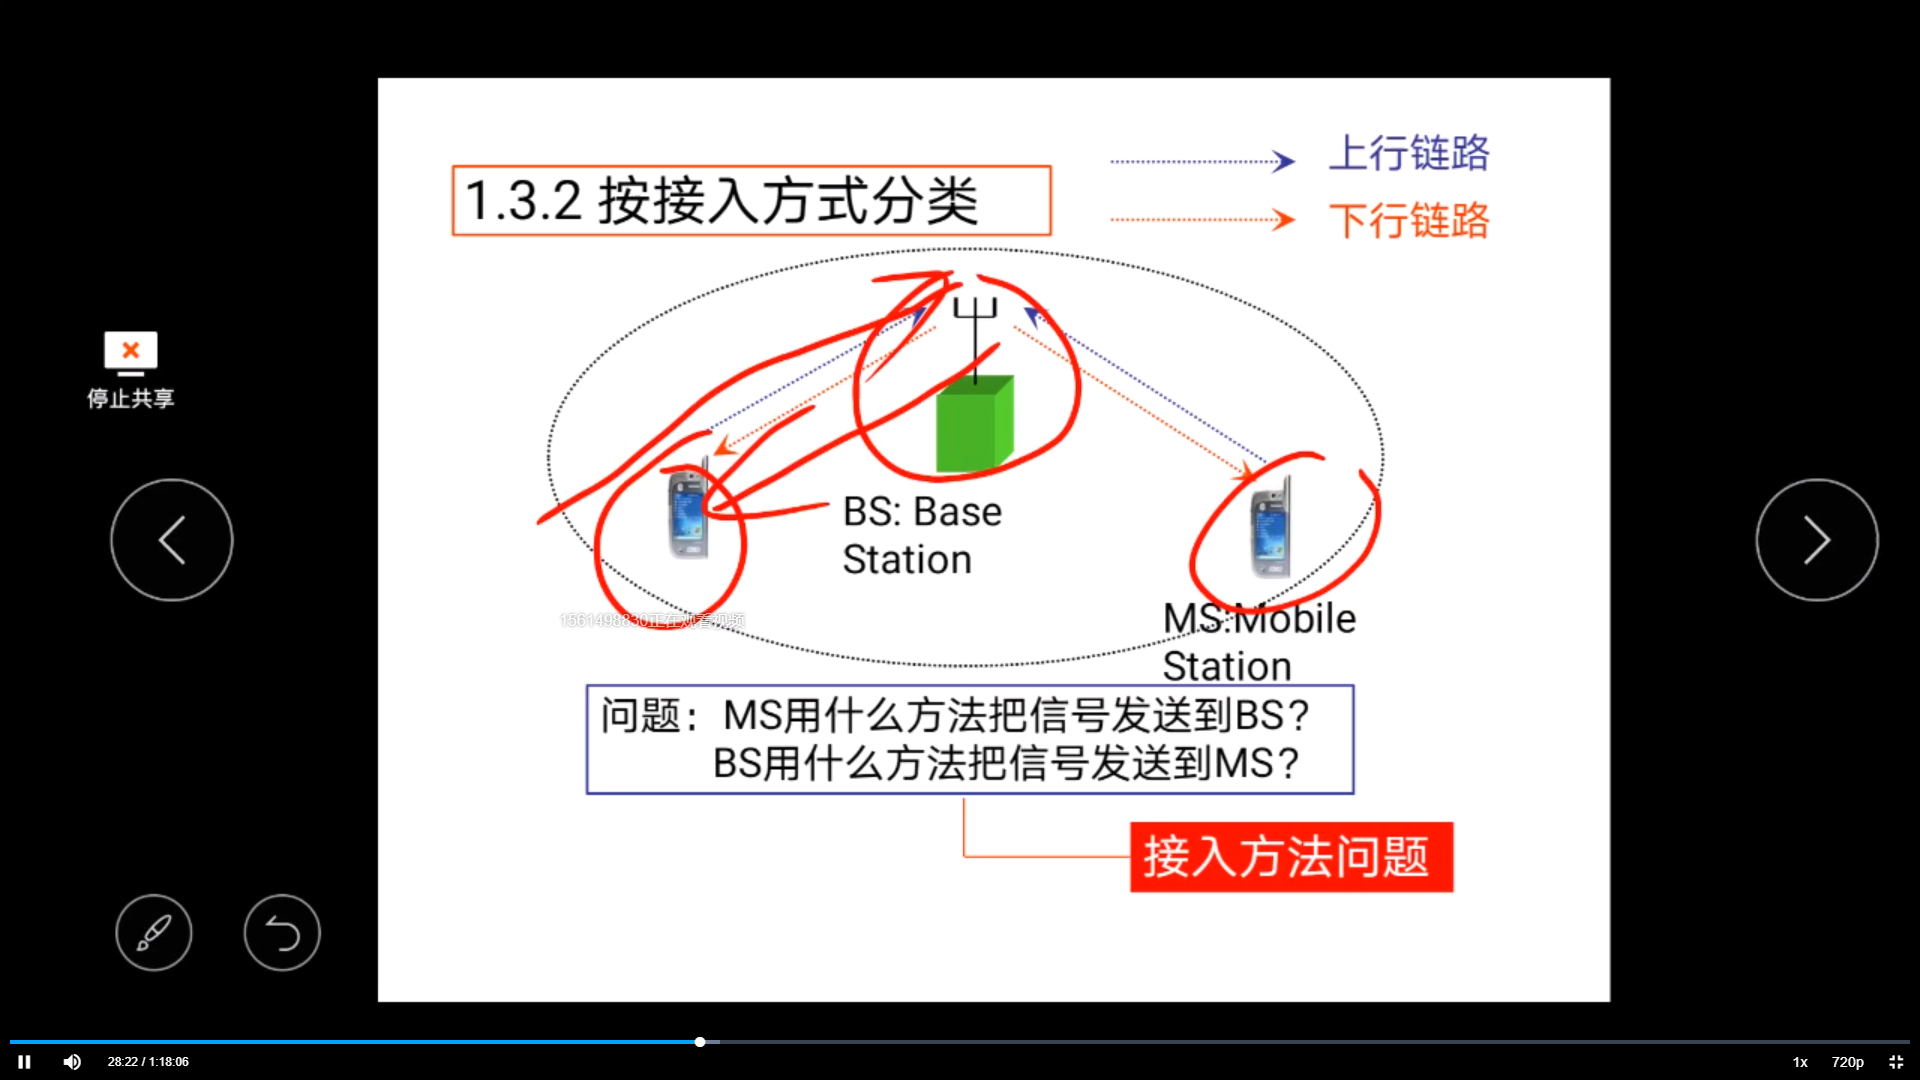 上行链路
1.3.2 按接入方式分类
下行链路
停止共享
BS: Base
Station
1561498830正在观看视频
MS:Mobile
Station
问题：MS用什么方法把信号发送到BS？
BS用什么方法把信号发送到MS？
接入方法问题
28:22 / 1:18:06
1x
720p